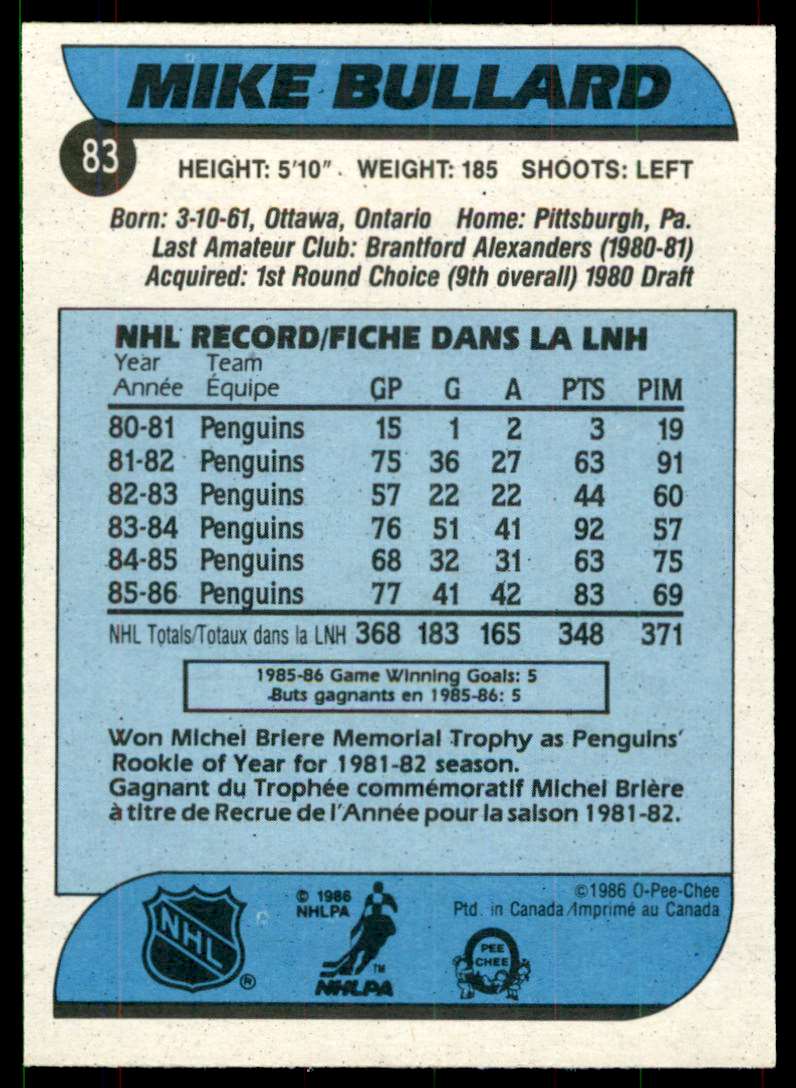 MIKE BULLARD
83
HEIGHT: 5'10" WEIGHT: 185 SHOOTS: LEFT
Born: 3-10-61, Ottawa, Ontario Home: Pittsburgh, Pa.
Last Amateur Club: Brantford Alexanders (1980-81)
Acquired: 1st Round Choice (9th overall) 1980 Draft
NHL RECORD/FICHE DANS LA LNH
Year Team
Année Équipe GP G A PTS PIM
80-81 Penguins 15 1 2 3 19
81-82 Penguins 75 36 27 63 91
82-83 Penguins 57 22 22 44 60
83-84 Penguins 76 51 41 92 57
84-85 Penguins 68 32 31 63 75
85-86 Penguins 77 41 42 83 69
NHL Totals/Totaux dans la LNH 368 183 165 348 371
1985-86 Game Winning Goals: 5
Buts gagnants en 1985-86: 5
Won Michel Briere Memorial Trophy as Penguins'
Rookie of Year for 1981-82 season.
Gagnant du Trophée commémoratif Michel Brière
à titre de Recrue de l'Année pour la saison 1981-82.
©1986 O-Pee-Chee
Ptd. in Canada/Imprimé au Canada
© 1986
NHLPA
NHL
®
TM
NHLPA
PEE
CHEE